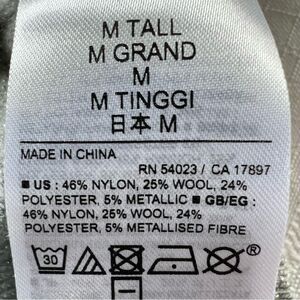 M TALL
M GRAND
M
M TINGGI
日本 M
MADE IN CHINA
RN 54023 / CA 17897
■ US : 46% NYLON, 25% WOOL, 24%
POLYESTER, 5% METALLIC ■ GB/EG :
46% NYLON, 25% WOOL, 24%
POLYESTER, 5% METALLISED FIBRE
30 ®